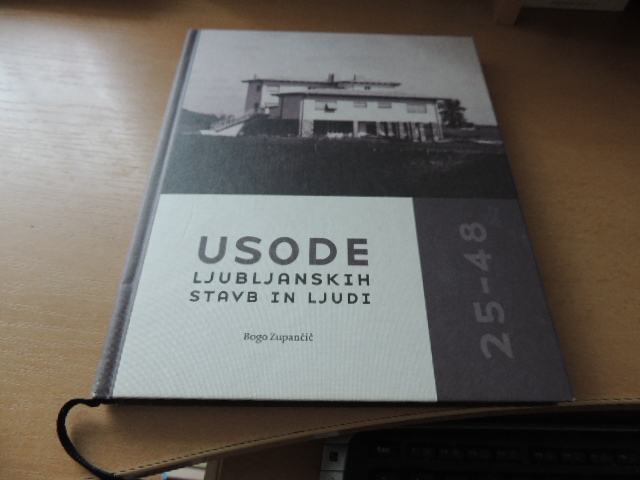 USODE
LJUBLJANSKIH
STAVB IN LJUDI
Bogo Zupančič
25-48